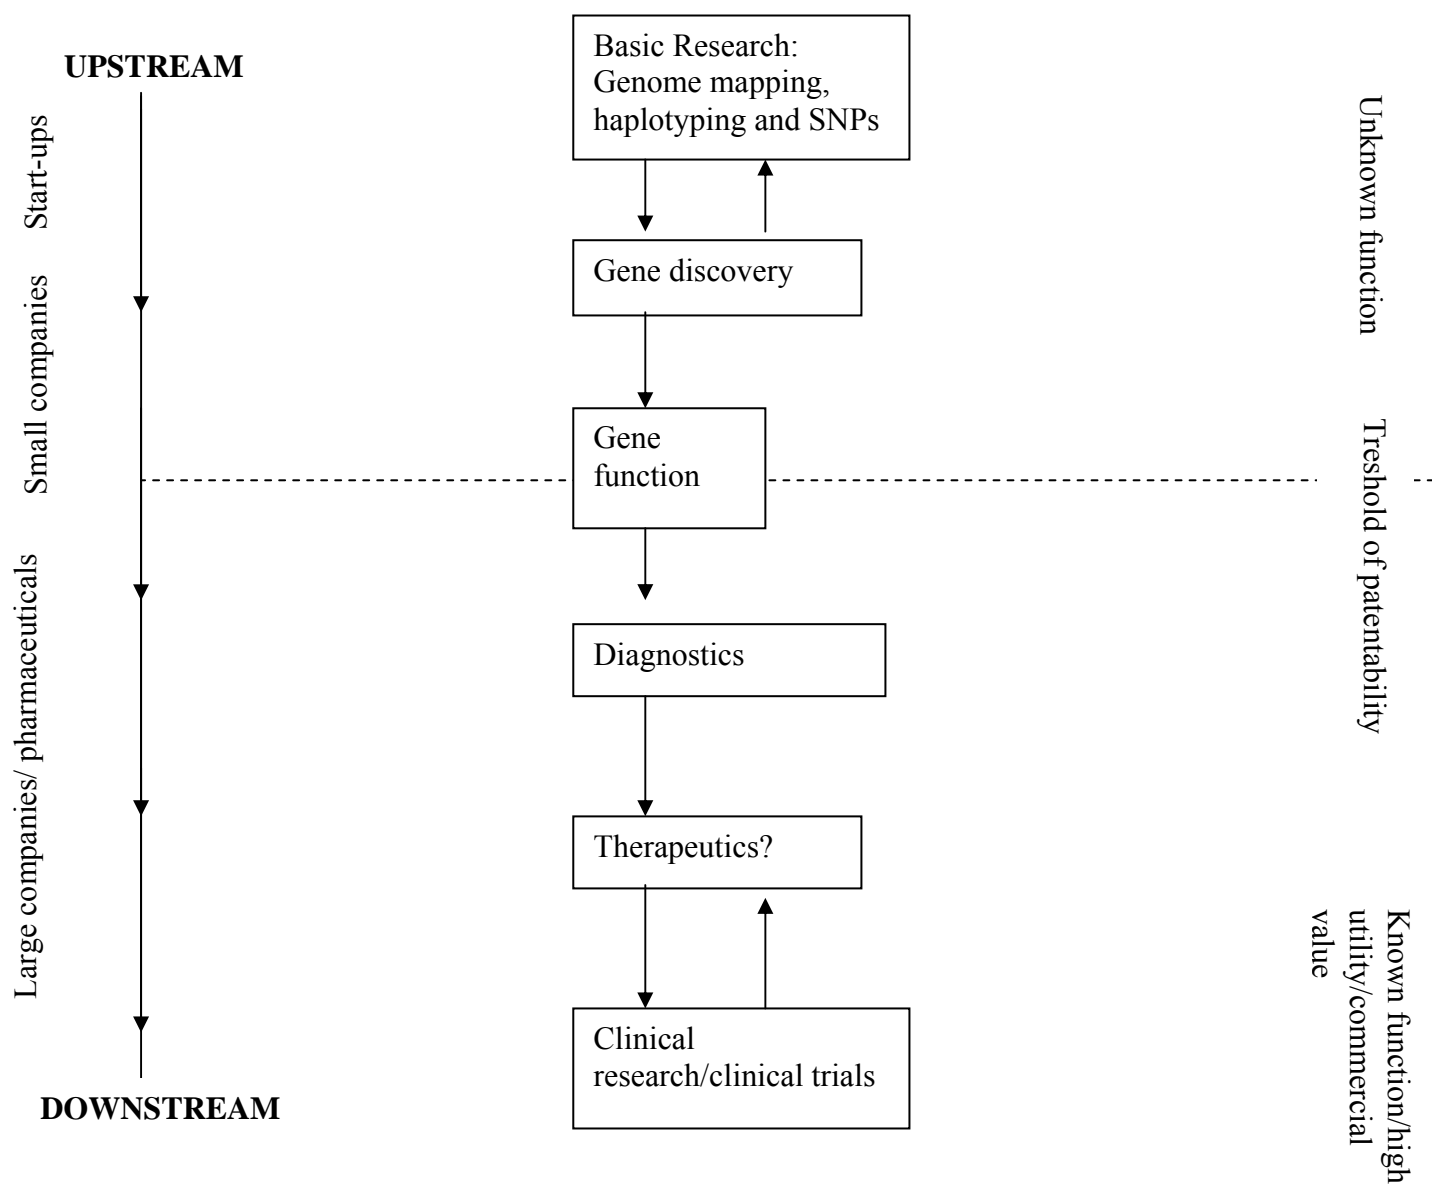 UPSTREAM
Start-ups
Small companies
Large companies/ pharmaceuticals
DOWNSTREAM
Basic Research:
Genome mapping,
haplotyping and SNPs
Gene discovery
Gene
function
Diagnostics
Therapeutics?
Clinical
research/clinical trials
Unknown function
Treshold of patentability
Known function/high
utility/commercial
value